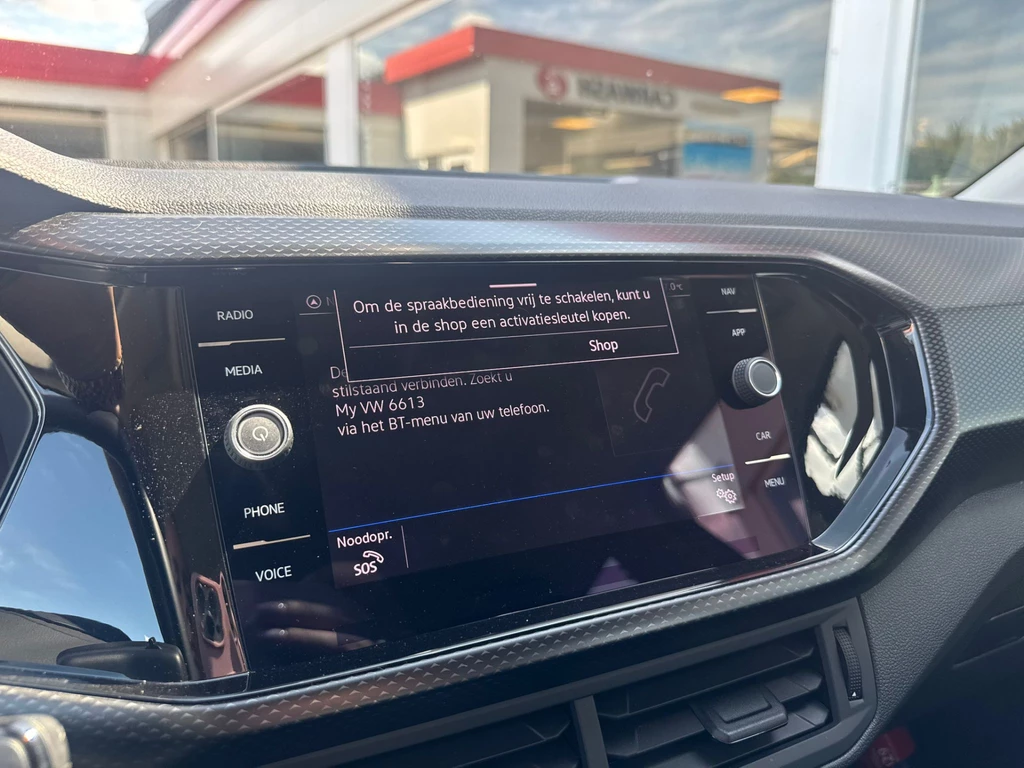 CARWASH
RADIO
MEDIA
PHONE
VOICE
Om de spraakbediening vrij te schakelen, kunt u
in de shop een activatiesleutel kopen.
Shop
De
stilstaand verbinden. Zoekt u
My VW 6613
via het BT-menu van uw telefoon.
Noodopr.
SOS
Setup
NAV
APP
CAR
MENU